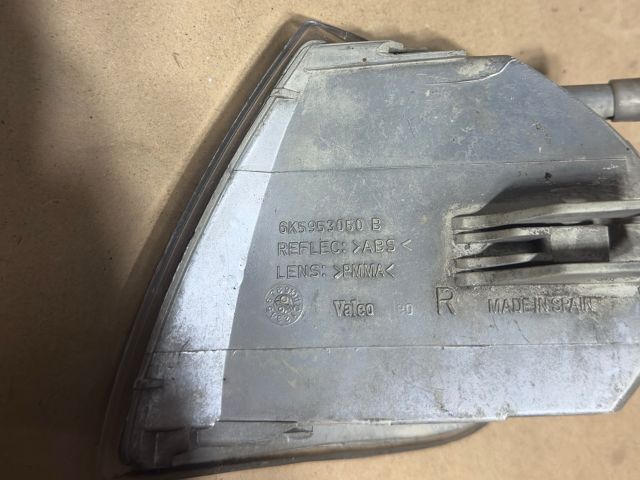 6K5953050 B
REFLEC: >ABS<
LENS: >PMMA<
Valeo
R
MADE IN SPAIN